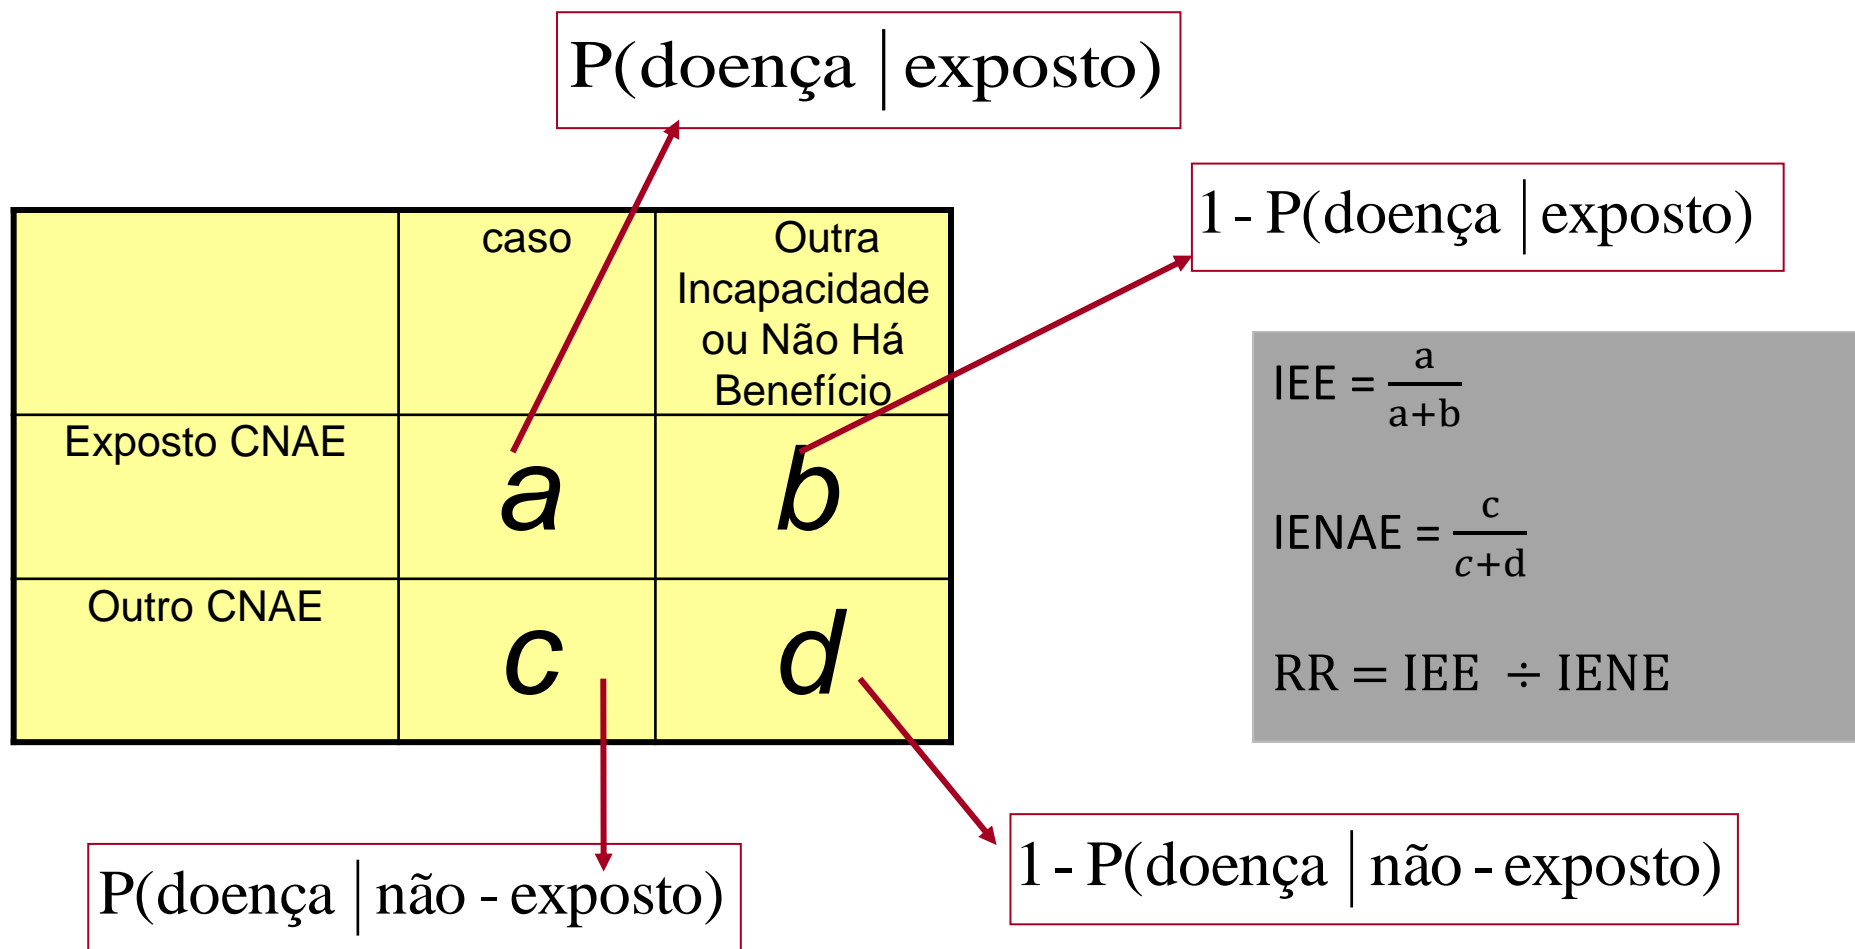 P(doença | exposto)
1 - P(doença | exposto)
caso
Outra
Incapacidade
ou Não Há
Benefício
Exposto CNAE
a
b
Outro CNAE
c
d
IEE = a/a+b
IENAE = c/c+d
RR = IEE ÷ IENE
P(doença | não - exposto)
1 - P(doença | não - exposto)